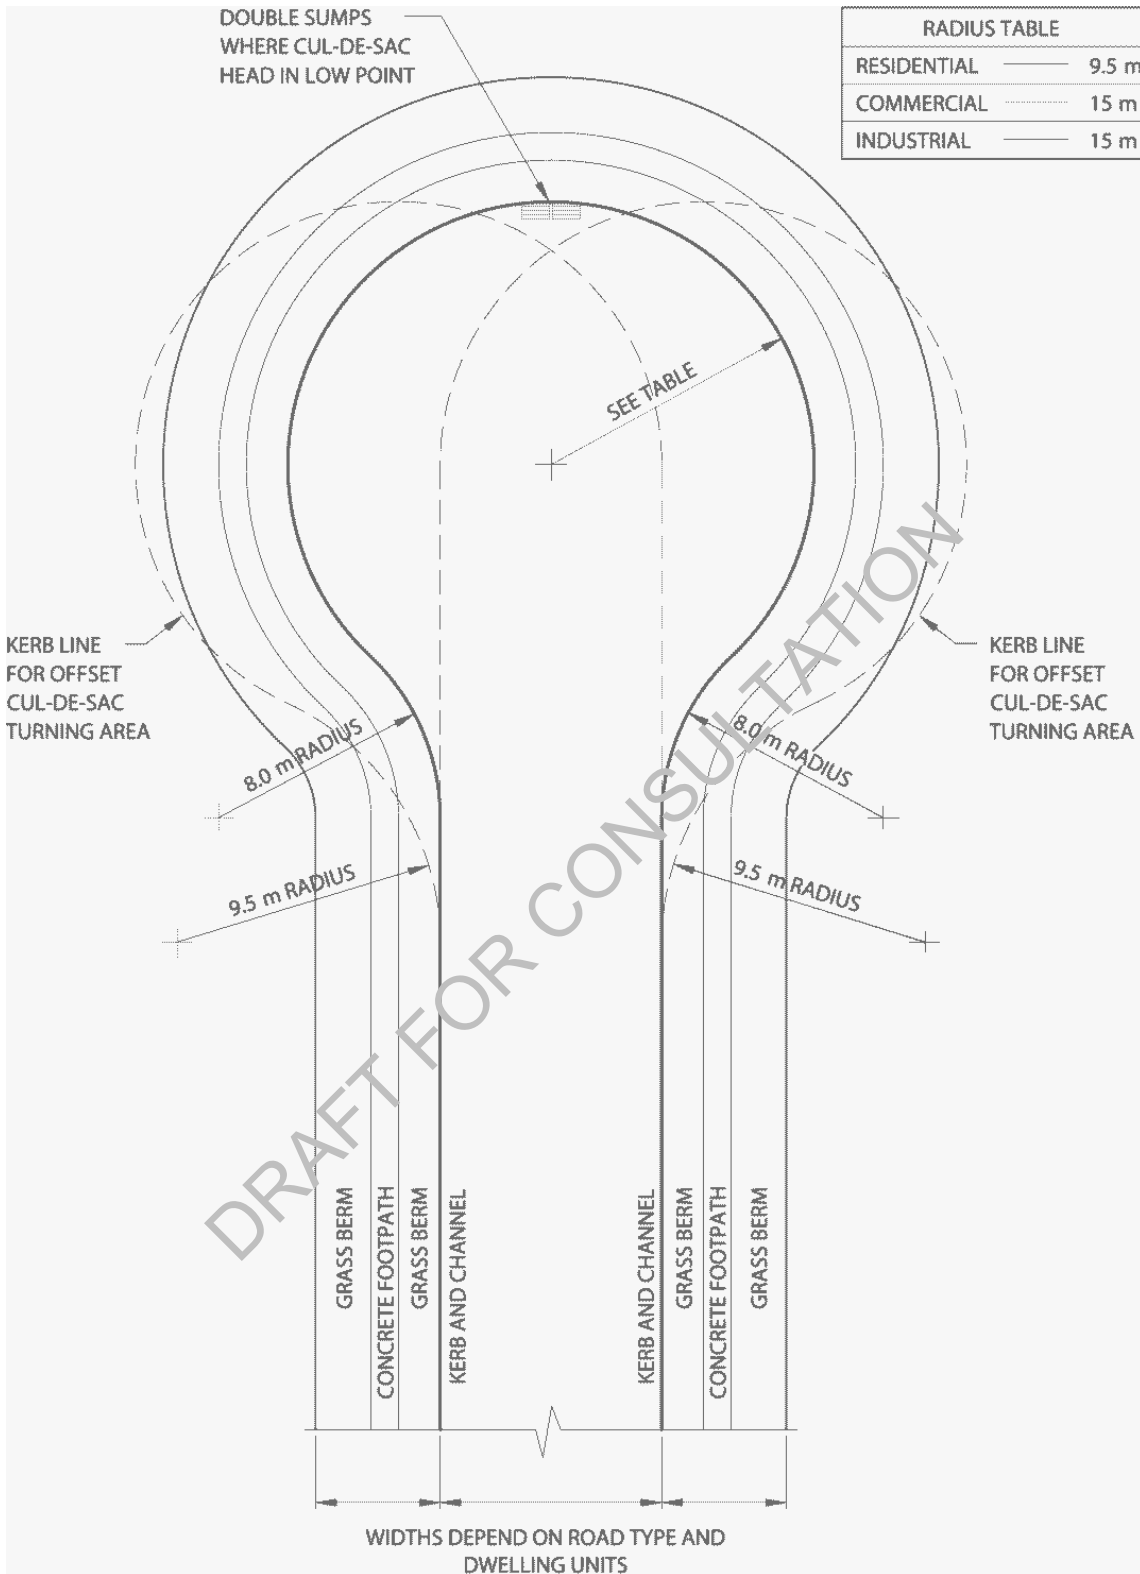 DOUBLE SUMPS
WHERE CUL-DE-SAC
HEAD IN LOW POINT
RADIUS TABLE
RESIDENTIAL 9.5 m
COMMERCIAL 15 m
INDUSTRIAL 15 m
SEE TABLE
KERB LINE
FOR OFFSET
CUL-DE-SAC
TURNING AREA
KERB LINE
FOR OFFSET
CUL-DE-SAC
TURNING AREA
8.0 m RADIUS
8.0 m RADIUS
9.5 m RADIUS
9.5 m RADIUS
DRAFT FOR CONSULTATION
GRASS BERM
CONCRETE FOOTPATH
GRASS BERM
KERB AND CHANNEL
KERB AND CHANNEL
GRASS BERM
CONCRETE FOOTPATH
GRASS BERM
WIDTHS DEPEND ON ROAD TYPE AND
DWELLING UNITS